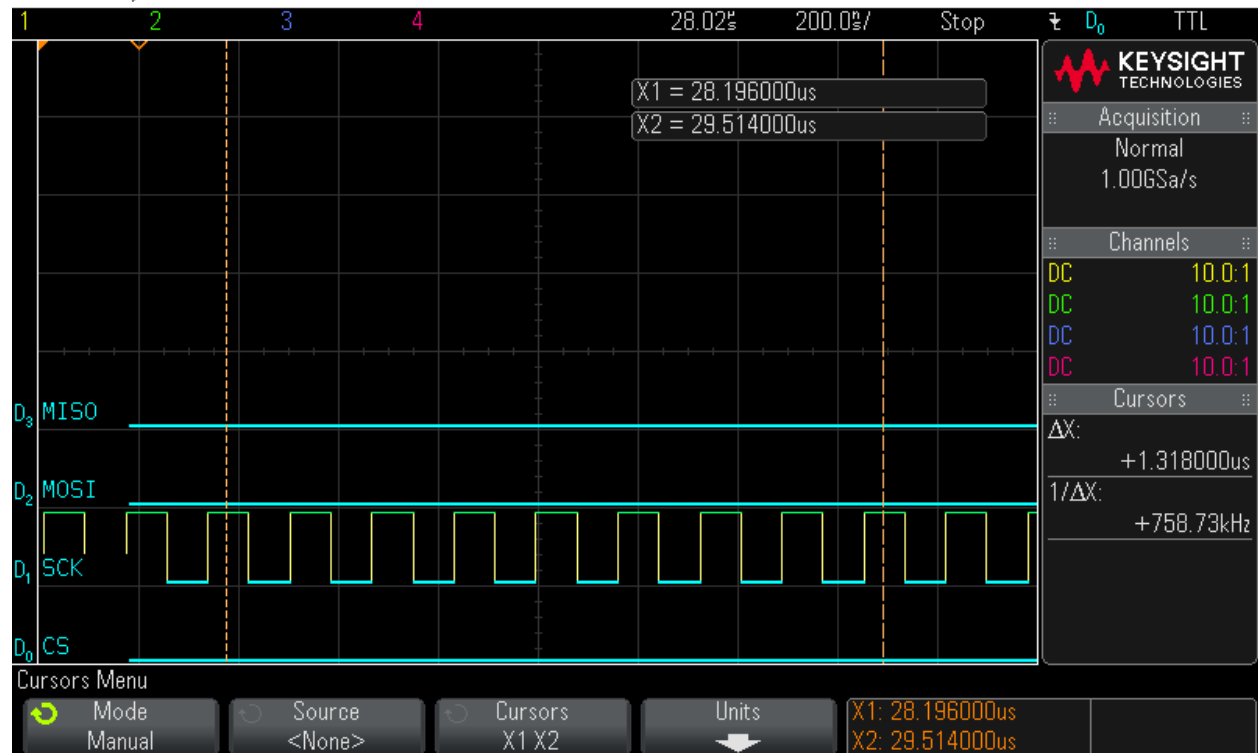 1 2 3 4 28.02us 200.0ns/ Stop D0 TTL
KEYSIGHT
TECHNOLOGIES
Acquisition
Normal
1.00GSa/s
Channels
DC 10.0:1
DC 10.0:1
DC 10.0:1
DC 10.0:1
Cursors
ΔX:
+1.318000us
1/ΔX:
+758.73kHz
X1 = 28.196000us
X2 = 29.514000us
D3 MISO
D2 MOSI
D1 SCK
D0 CS
Cursors Menu
Mode
Manual
Source
<None>
Cursors
X1 X2
Units
X1: 28.196000us
X2: 29.514000us